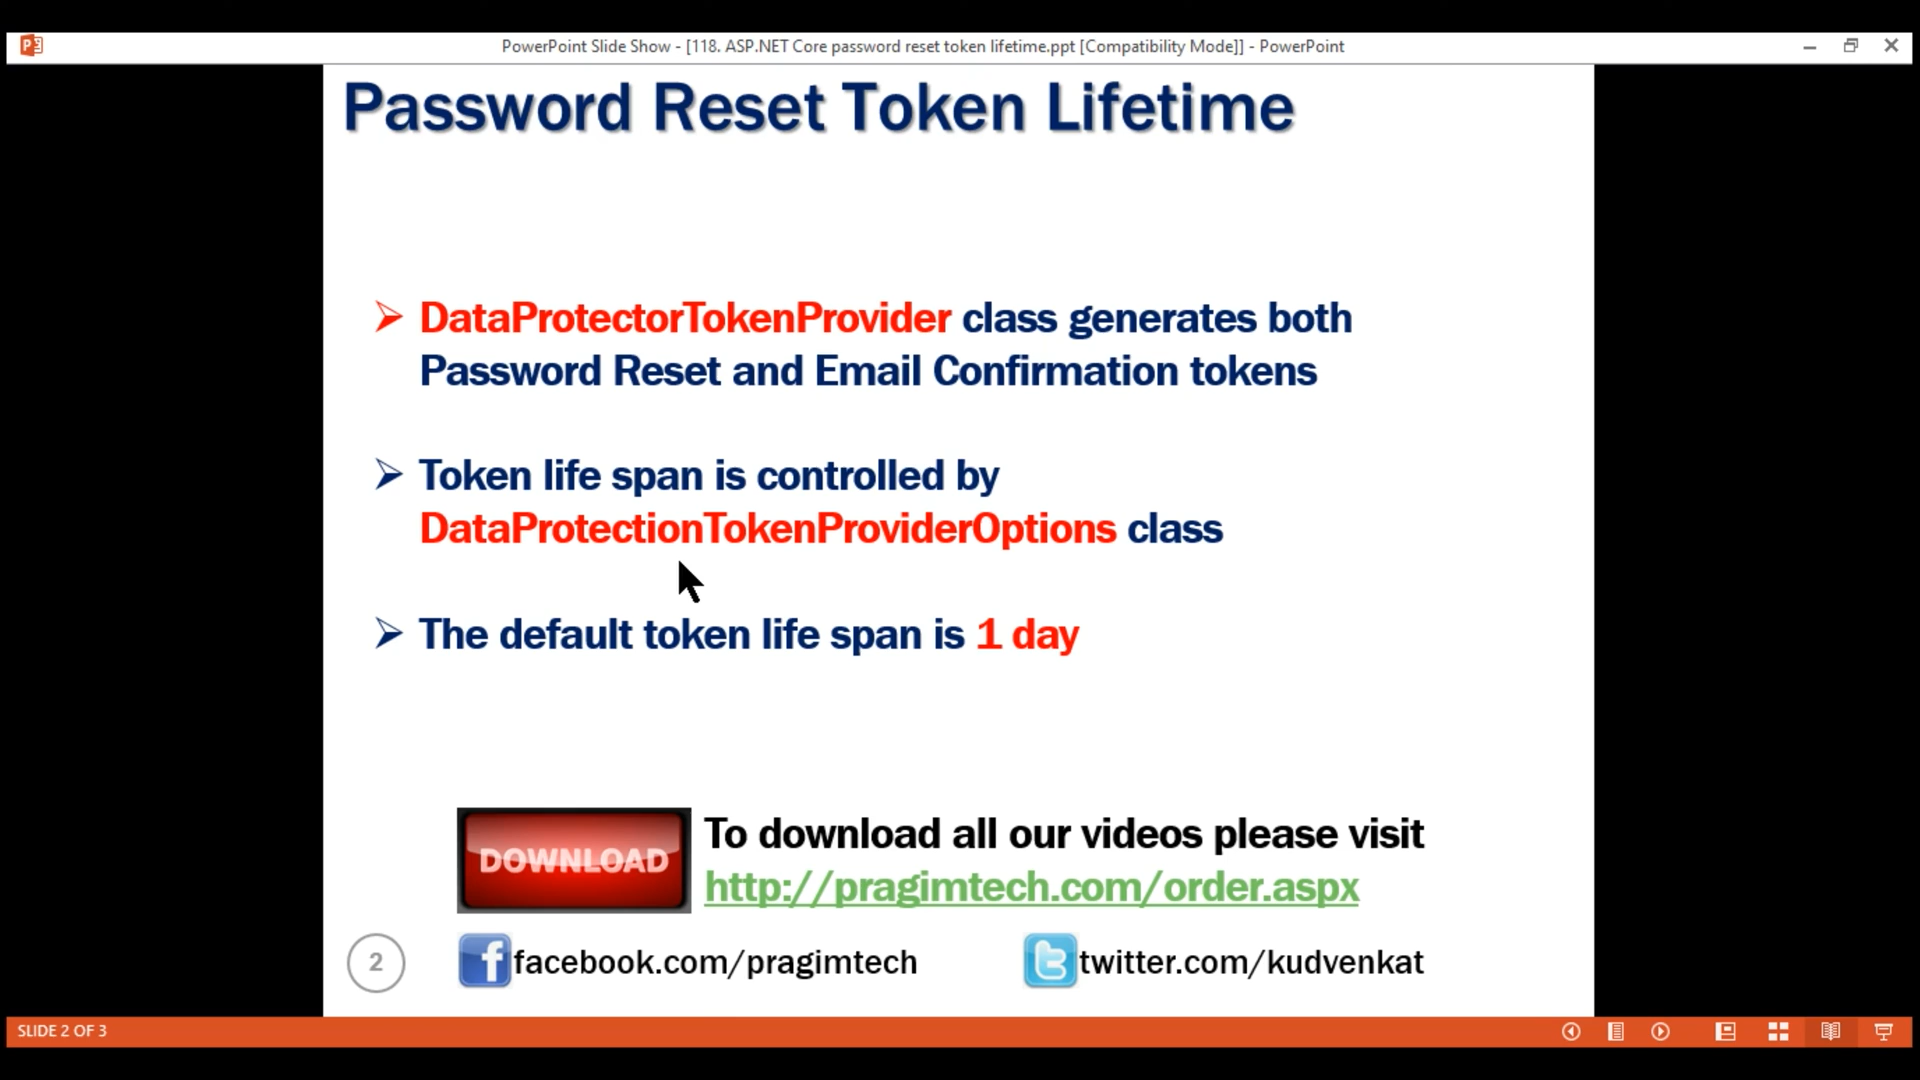 PowerPoint Slide Show - [118. ASP.NET Core password reset token lifetime.ppt [Compatibility Mode]] - PowerPoint
Password Reset Token Lifetime
DataProtectorTokenProvider class generates both
Password Reset and Email Confirmation tokens
Token life span is controlled by
DataProtectionTokenProviderOptions class
The default token life span is 1 day
DOWNLOAD
To download all our videos please visit
http://pragimtech.com/order.aspx
2
facebook.com/pragimtech
twitter.com/kudvenkat
SLIDE 2 OF 3